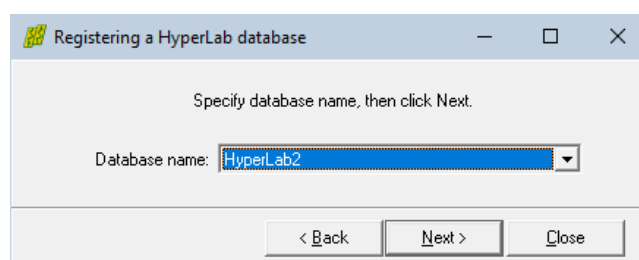 Registering a HyperLab database
Specify database name, then click Next.
Database name: HyperLab2
< Back Next > Close